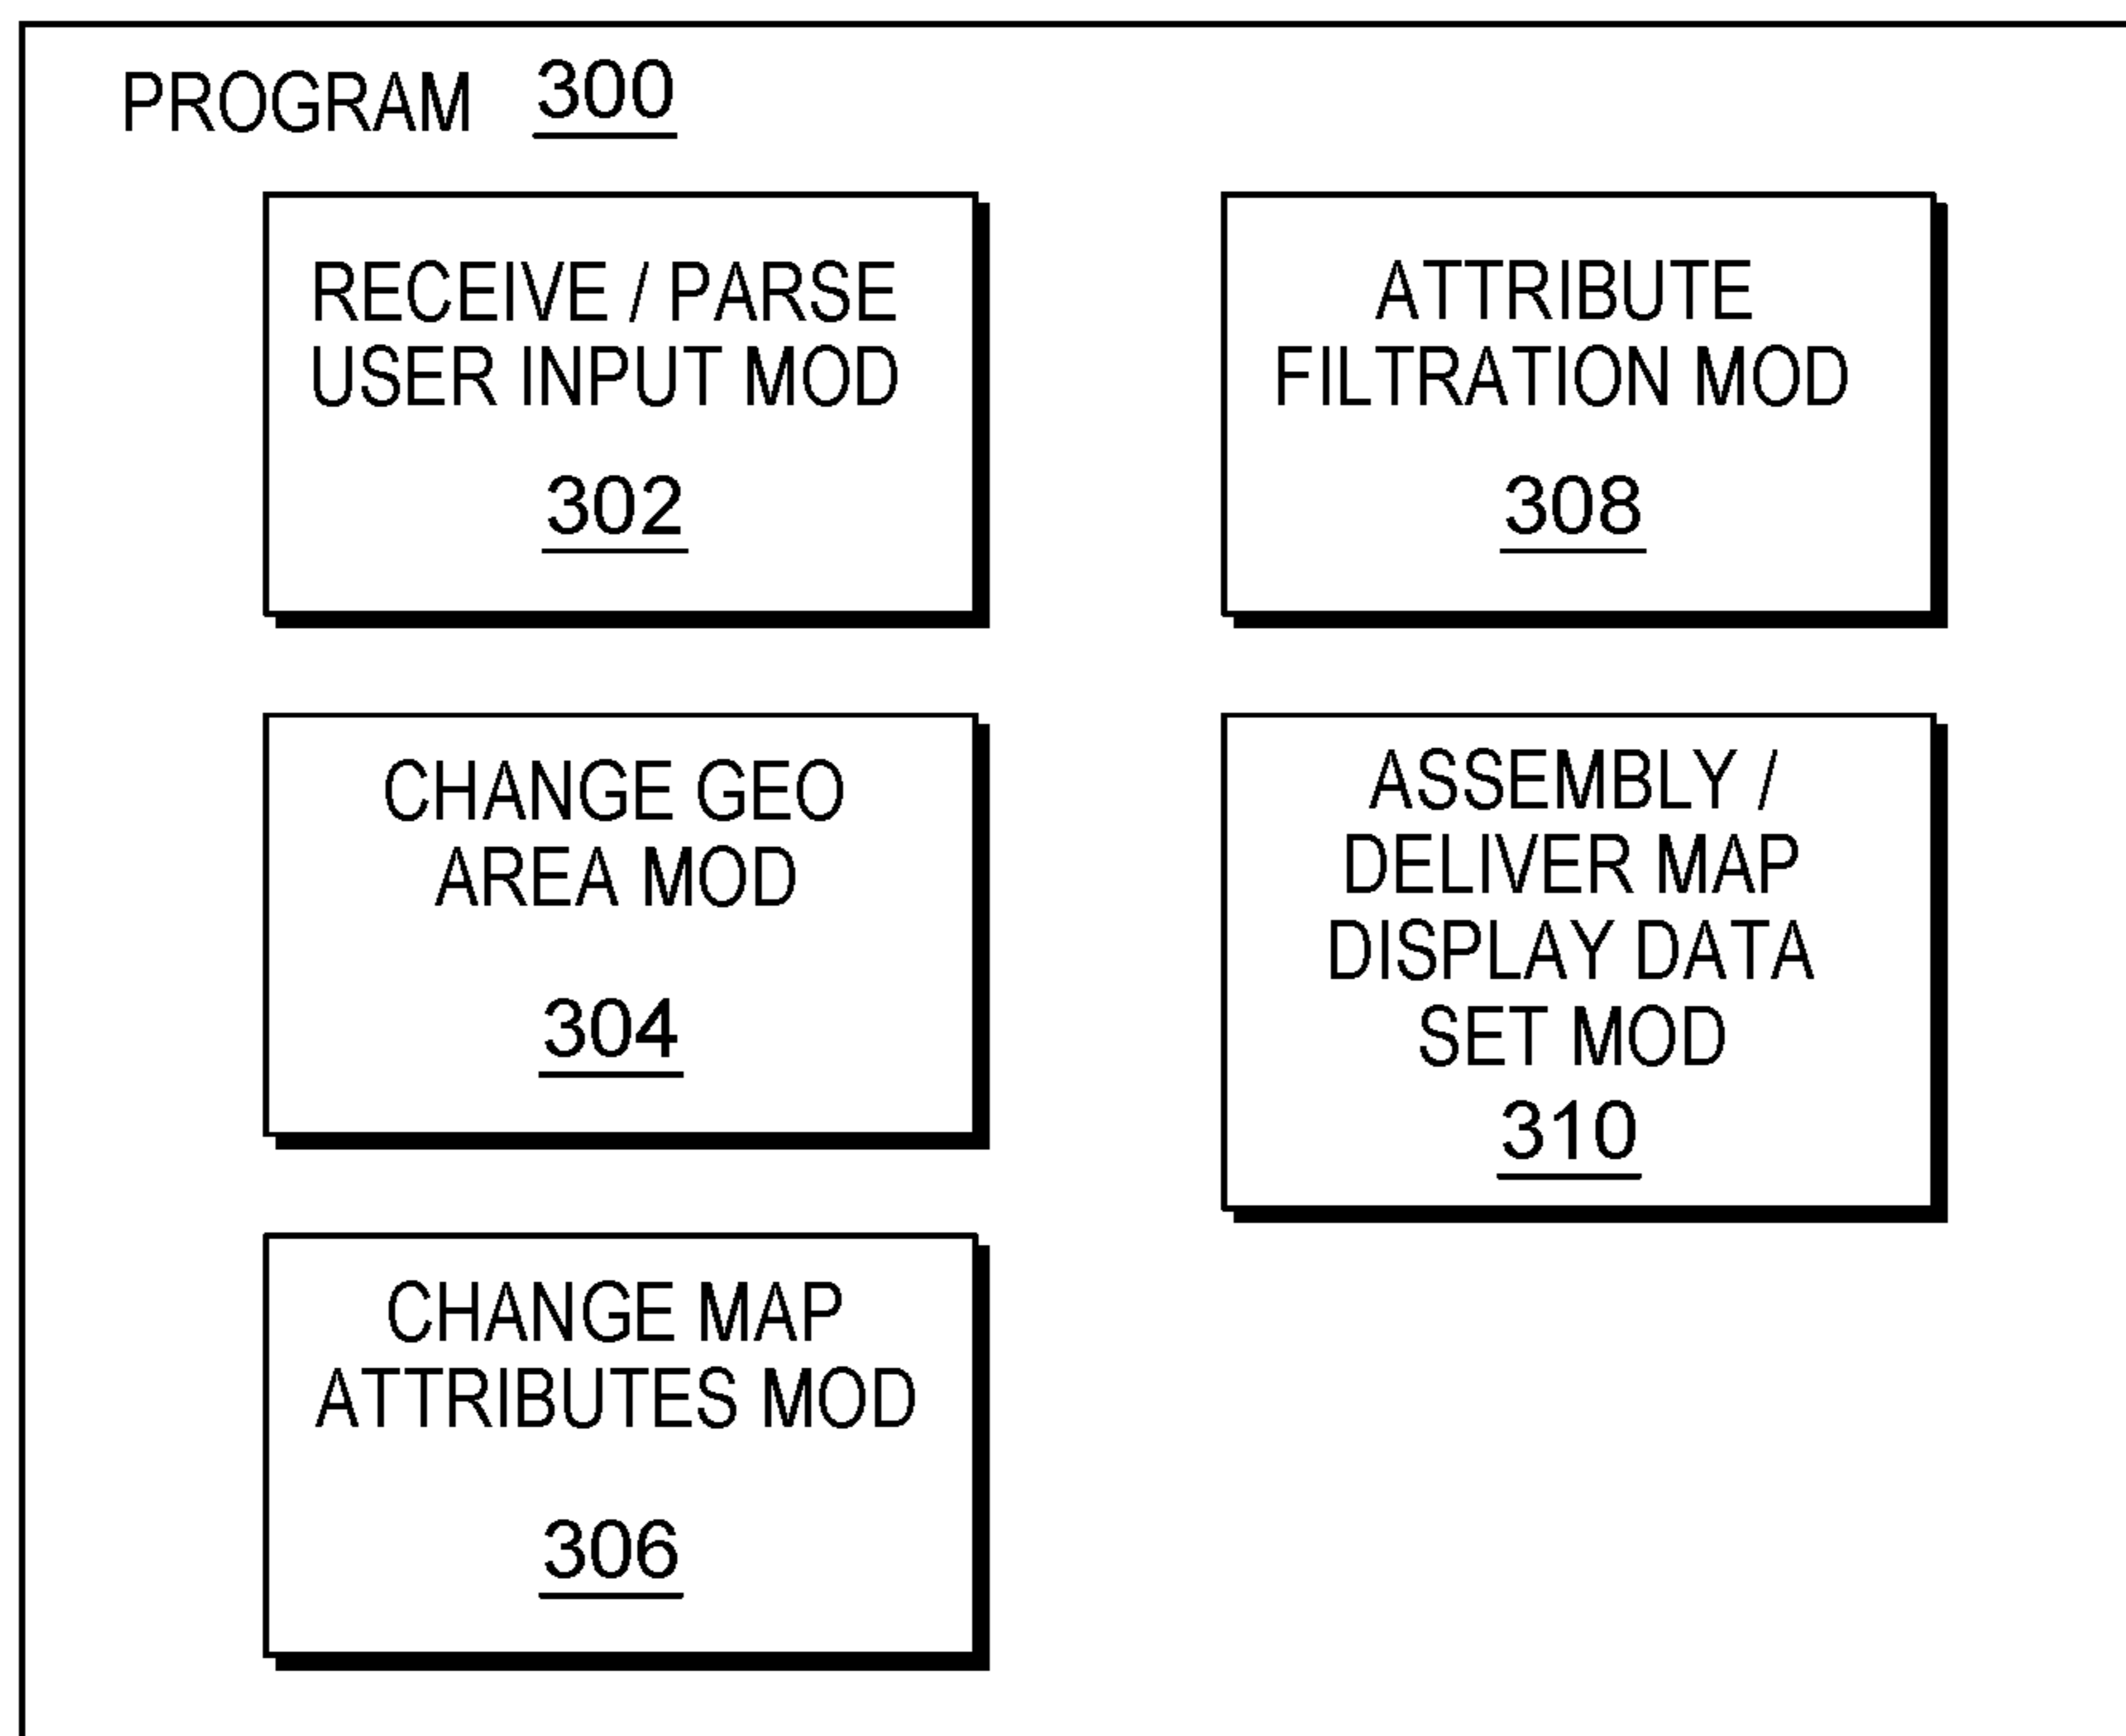 PROGRAM 300
RECEIVE / PARSE
USER INPUT MOD
302
CHANGE GEO
AREA MOD
304
CHANGE MAP
ATTRIBUTES MOD
306
ATTRIBUTE
FILTRATION MOD
308
ASSEMBLY /
DELIVER MAP
DISPLAY DATA
SET MOD
310